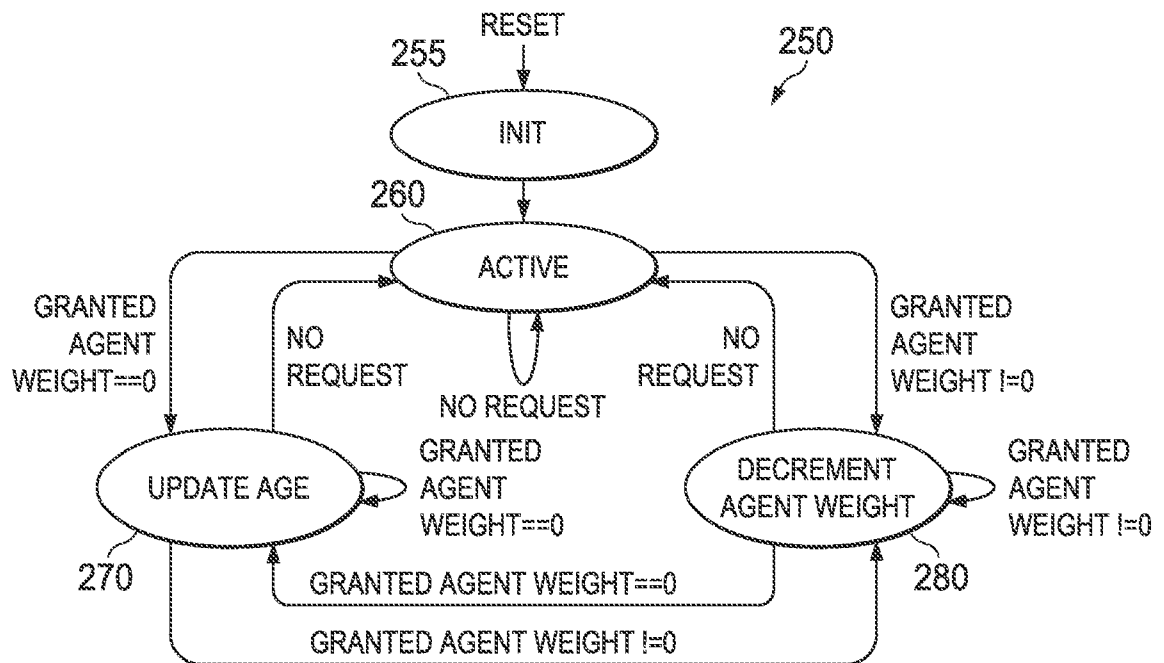 RESET
255
250
INIT
260
ACTIVE
GRANTED
AGENT
WEIGHT==0
NO
REQUEST
NO REQUEST
NO
REQUEST
GRANTED
AGENT
WEIGHT !=0
UPDATE AGE
GRANTED
AGENT
WEIGHT==0
DECREMENT
AGENT WEIGHT
GRANTED
AGENT
WEIGHT !=0
270
280
GRANTED AGENT WEIGHT==0
GRANTED AGENT WEIGHT !=0